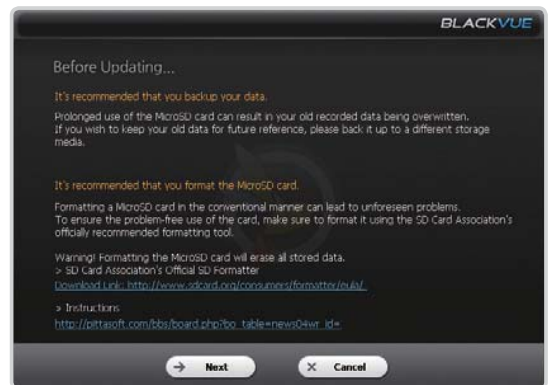 BLACKVUE
Before Updating...
It's recommended that you backup your data.
Prolonged use of the MicroSD card can result in your old recorded data being overwritten.
If you wish to keep your old data for future reference, please back it up to a different storage
media.
It's recommended that you format the MicroSD card.
Formatting a MicroSD card in the conventional manner can lead to unforeseen problems.
To ensure the problem-free use of the card, make sure to format it using the SD Card Association's
officially recommended formatting tool.
Warning! Formatting the MicroSD card will erase all stored data.
> SD Card Association's Official SD Formatter
Download Link: http://www.sdcard.org/consumers/formatter/eula/
> Instructions
http://pittasoft.com/bbs/board.php?bo_table=news04wr_id=
Next
Cancel